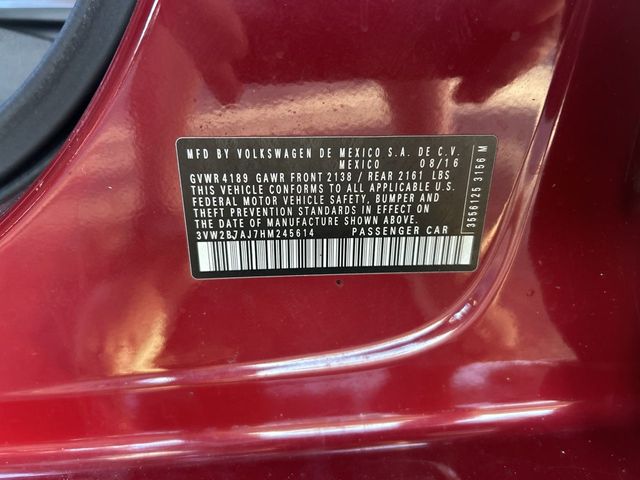 MFD BY VOLKSWAGEN DE MEXICO S.A. DE C.V.
MEXICO 08/16
GVWR 4189 GAWR FRONT 2138 / REAR 2161 LBS
THIS VEHICLE CONFORMS TO ALL APPLICABLE U.S.
FEDERAL MOTOR VEHICLE SAFETY, BUMPER AND
THEFT PREVENTION STANDARDS IN EFFECT ON
THE DATE OF MANUFACTURE SHOWN ABOVE.
3VW2B7AJ7HM245614 PASSENGER CAR
3556125 3156 M